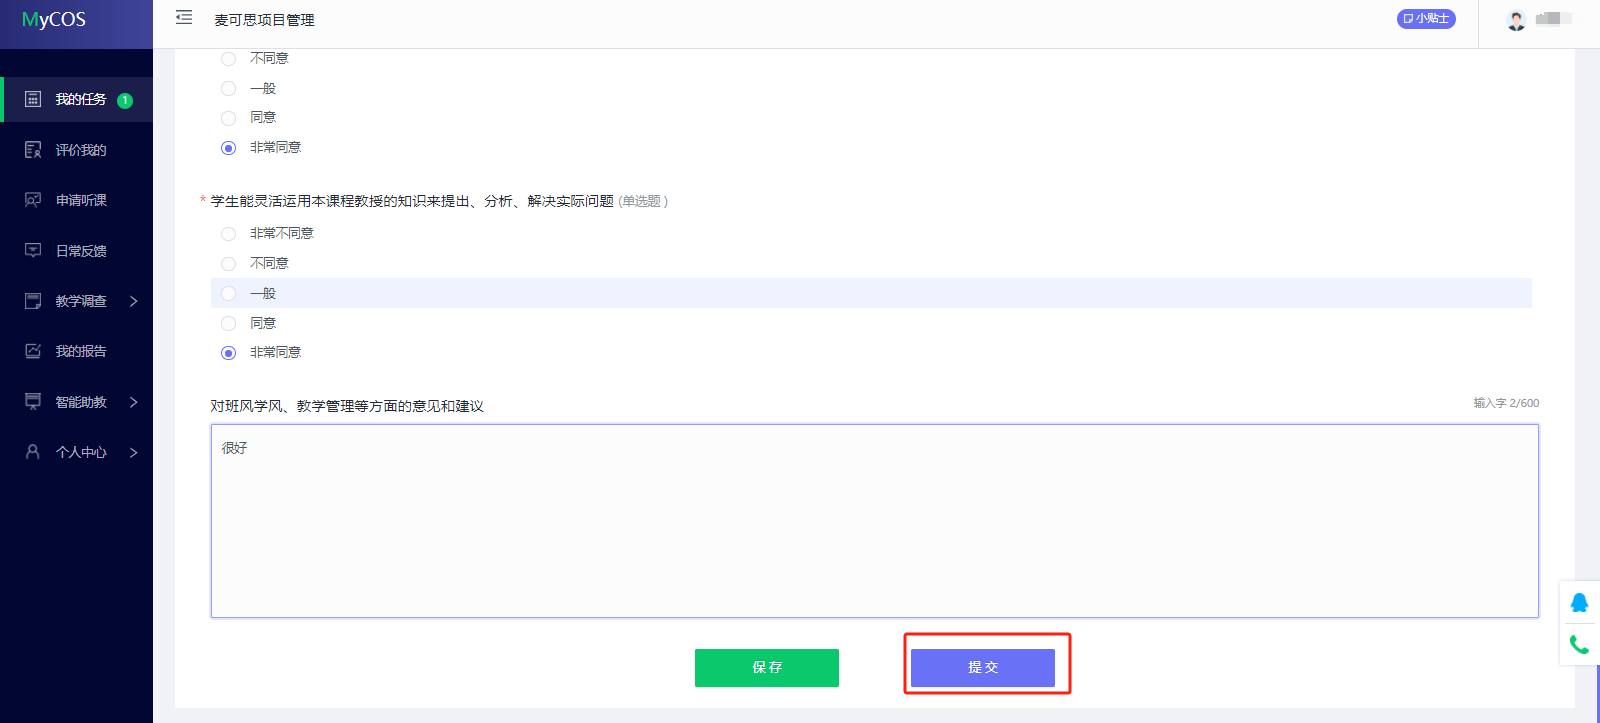 MyCOS
麦可思项目管理
小贴士
我的任务 1
评价我的
申请听课
日常反馈
教学调查
我的报告
智能助教
个人中心
不同意
一般
同意
非常同意
* 学生能灵活运用本课程教授的知识来提出、分析、解决实际问题 (单选题)
非常不同意
不同意
一般
同意
非常同意
对班风学风、教学管理等方面的意见和建议
输入字 2/600
很好
保存
提交